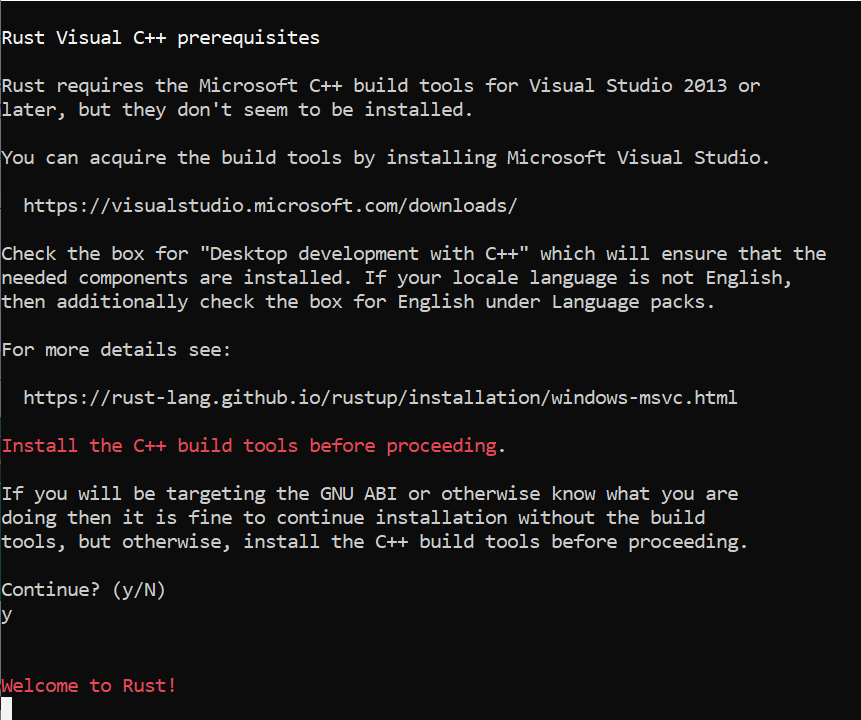 Rust Visual C++ prerequisites
Rust requires the Microsoft C++ build tools for Visual Studio 2013 or
later, but they don't seem to be installed.
You can acquire the build tools by installing Microsoft Visual Studio.
https://visualstudio.microsoft.com/downloads/
Check the box for "Desktop development with C++" which will ensure that the
needed components are installed. If your locale language is not English,
then additionally check the box for English under Language packs.
For more details see:
https://rust-lang.github.io/rustup/installation/windows-msvc.html
Install the C++ build tools before proceeding.
If you will be targeting the GNU ABI or otherwise know what you are
doing then it is fine to continue installation without the build
tools, but otherwise, install the C++ build tools before proceeding.
Continue? (y/N)
y
Welcome to Rust!